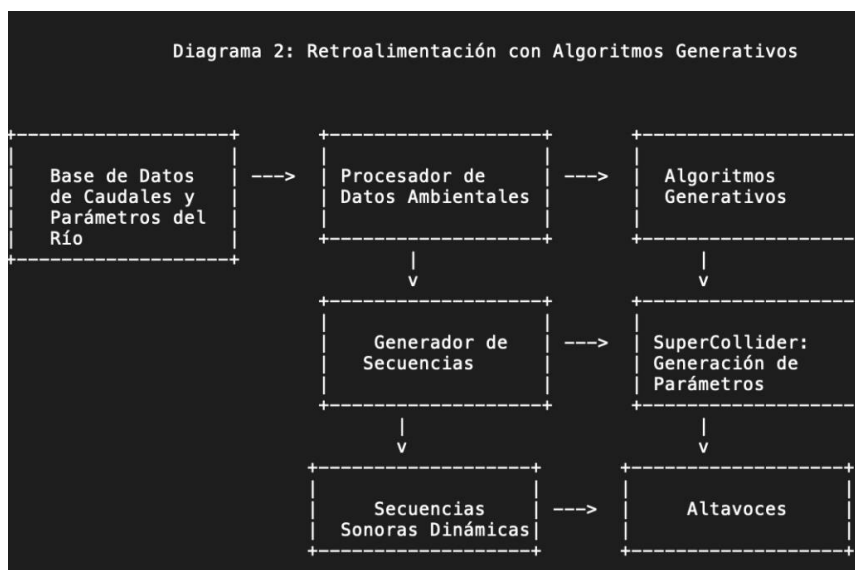 Diagrama 2: Retroalimentación con Algoritmos Generativos
Base de Datos
de Caudales y
Parámetros del
Río
--->
Procesador de
Datos Ambientales
--->
Algoritmos
Generativos
v
v
Generador de
Secuencias
--->
SuperCollider:
Generación de
Parámetros
v
v
Secuencias
Sonoras Dinámicas
--->
Altavoces